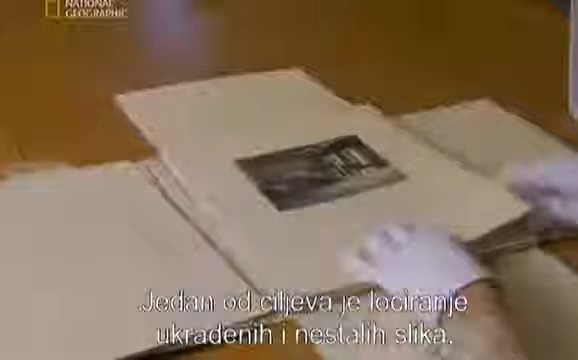 NATIONAL
GEOGRAPHIC
Jedan od ciljeva je lociranje
ukradenih i nestalih slika.